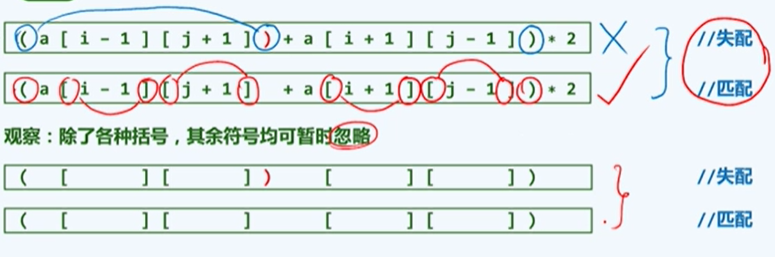 ( a [ i - 1 ] [ j + 1 ] ) + a [ i + 1 ] [ j - 1 ] ) * 2 //失配
( a [ i - 1 ] [ j + 1 ] + a [ i + 1 ] [ j - 1 ] ) * 2 //匹配
观察：除了各种括号，其余符号均可暂时忽略
( [ ] [ ] ) [ ] [ ] ) //失配
( [ ] [ ] [ ] [ ] ) //匹配